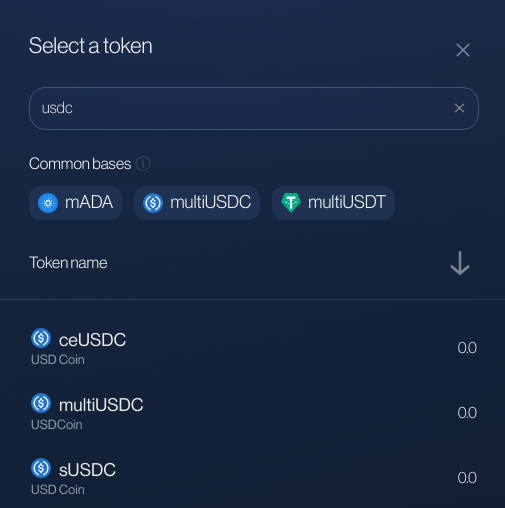 Select a token
usdc
Common bases
mADA multiUSDC multiUSDT
Token name
ceUSDC
USD Coin
0.0
multiUSDC
USDCoin
0.0
sUSDC
USD Coin
0.0